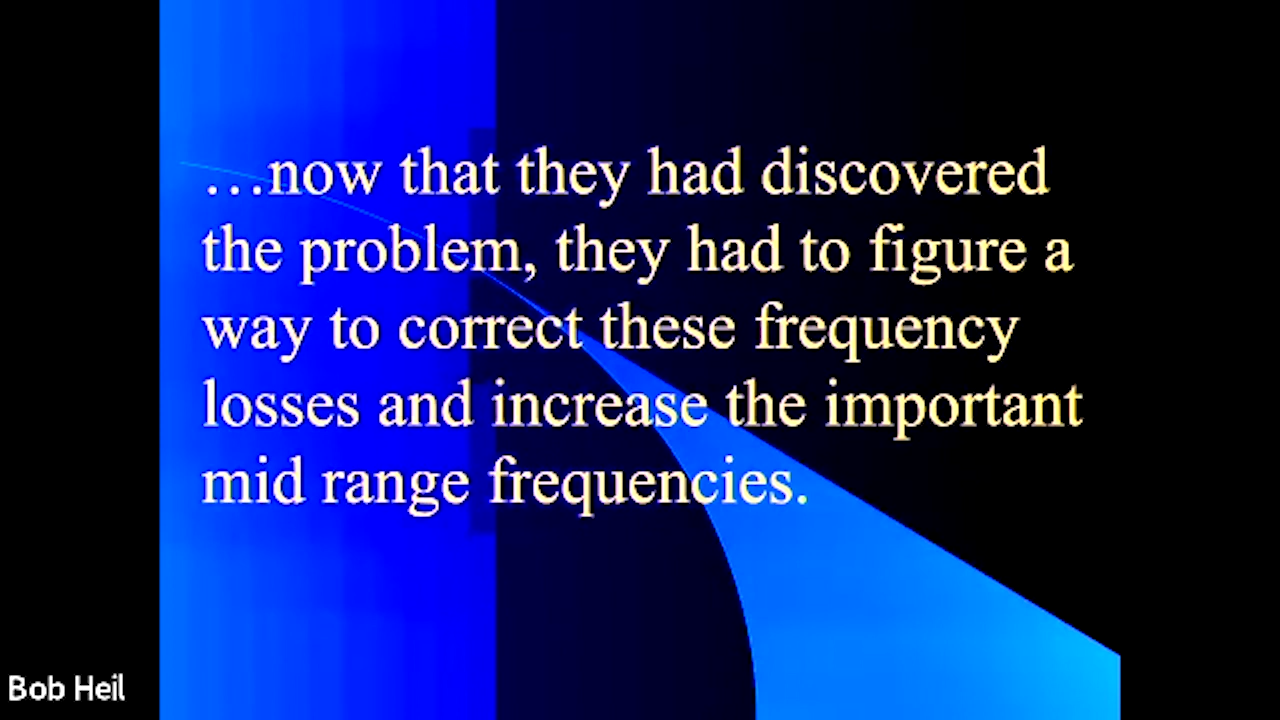 …now that they had discovered
the problem, they had to figure a
way to correct these frequency
losses and increase the important
mid range frequencies.
Bob Heil